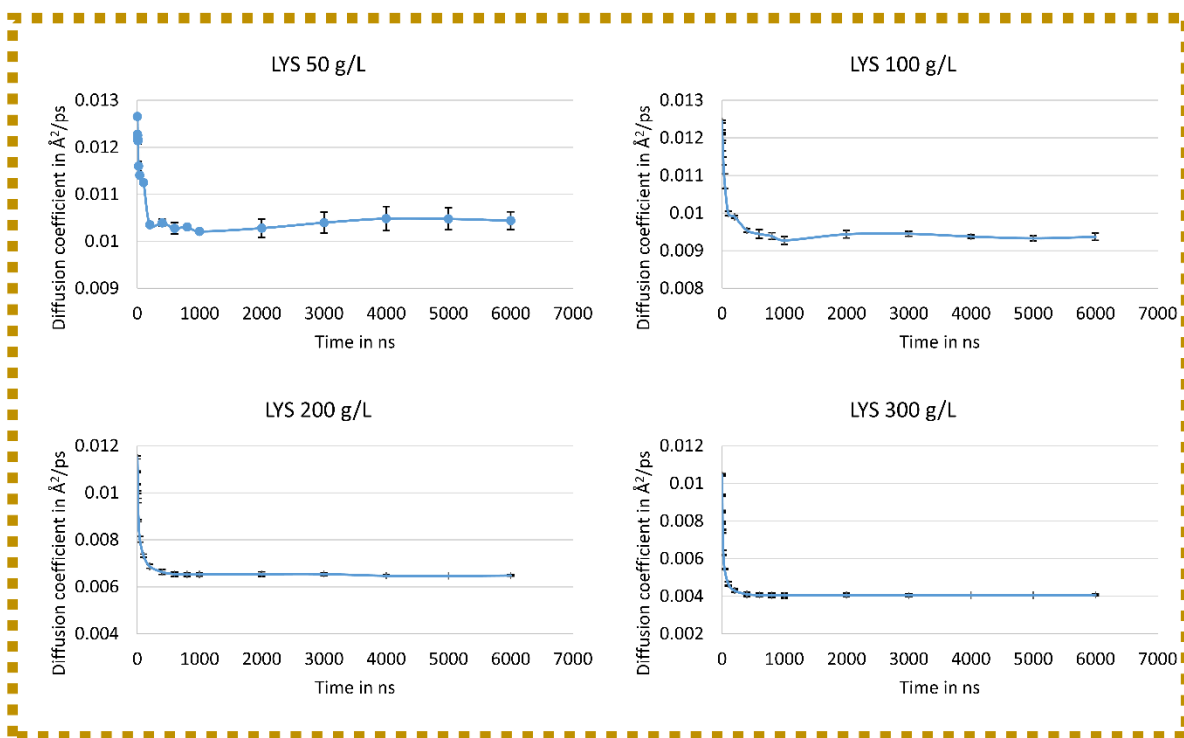 LYS 50 g/L
Diffusion coefficient in Å²/ps
0.013
0.012
0.011
0.01
0.009
0 1000 2000 3000 4000 5000 6000 7000
Time in ns
LYS 100 g/L
Diffusion coefficient in Å²/ps
0.013
0.012
0.011
0.01
0.009
0.008
0 1000 2000 3000 4000 5000 6000 7000
Time in ns
LYS 200 g/L
Diffusion coefficient in Å²/ps
0.012
0.01
0.008
0.006
0.004
0 1000 2000 3000 4000 5000 6000 7000
Time in ns
LYS 300 g/L
Diffusion coefficient in Å²/ps
0.012
0.01
0.008
0.006
0.004
0.002
0 1000 2000 3000 4000 5000 6000 7000
Time in ns